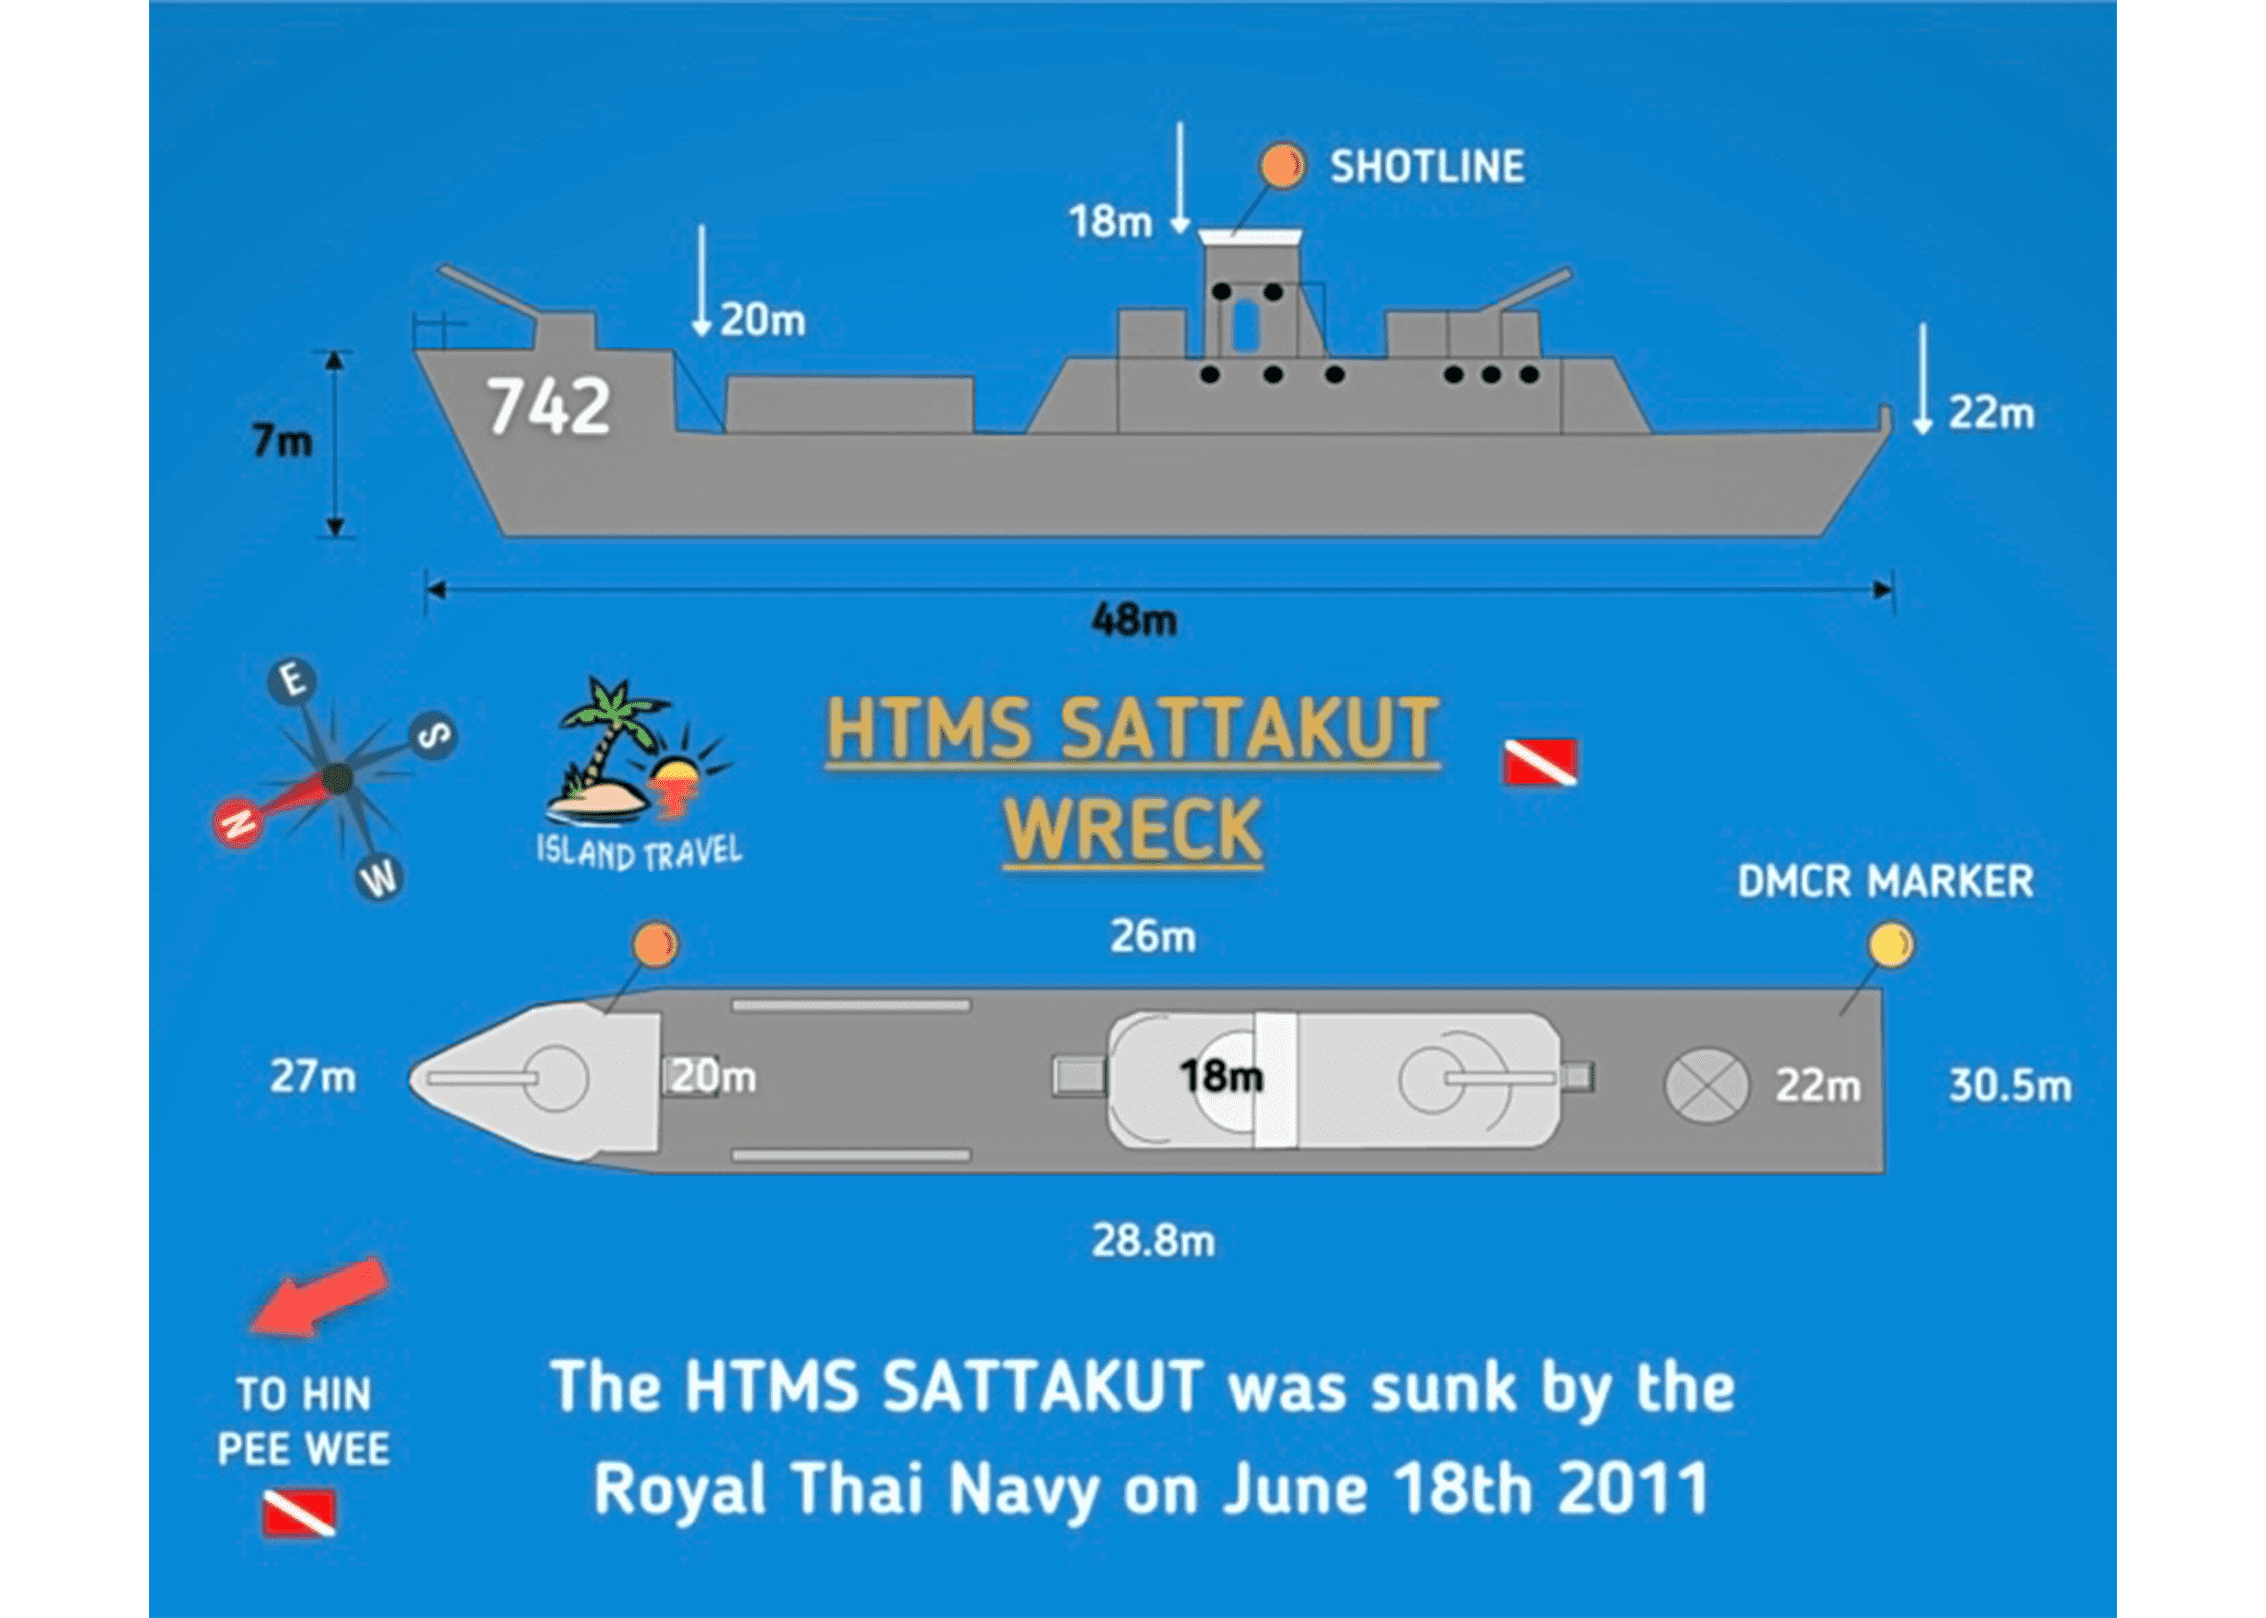 SHOTLINE
18m
20m
742
7m
22m
48m
E
S
N
W
ISLAND TRAVEL
HTMS SATTAKUT
WRECK
DMCR MARKER
26m
27m
20m
18m
22m
30.5m
28.8m
TO HIN
PEE WEE
The HTMS SATTAKUT was sunk by the
Royal Thai Navy on June 18th 2011